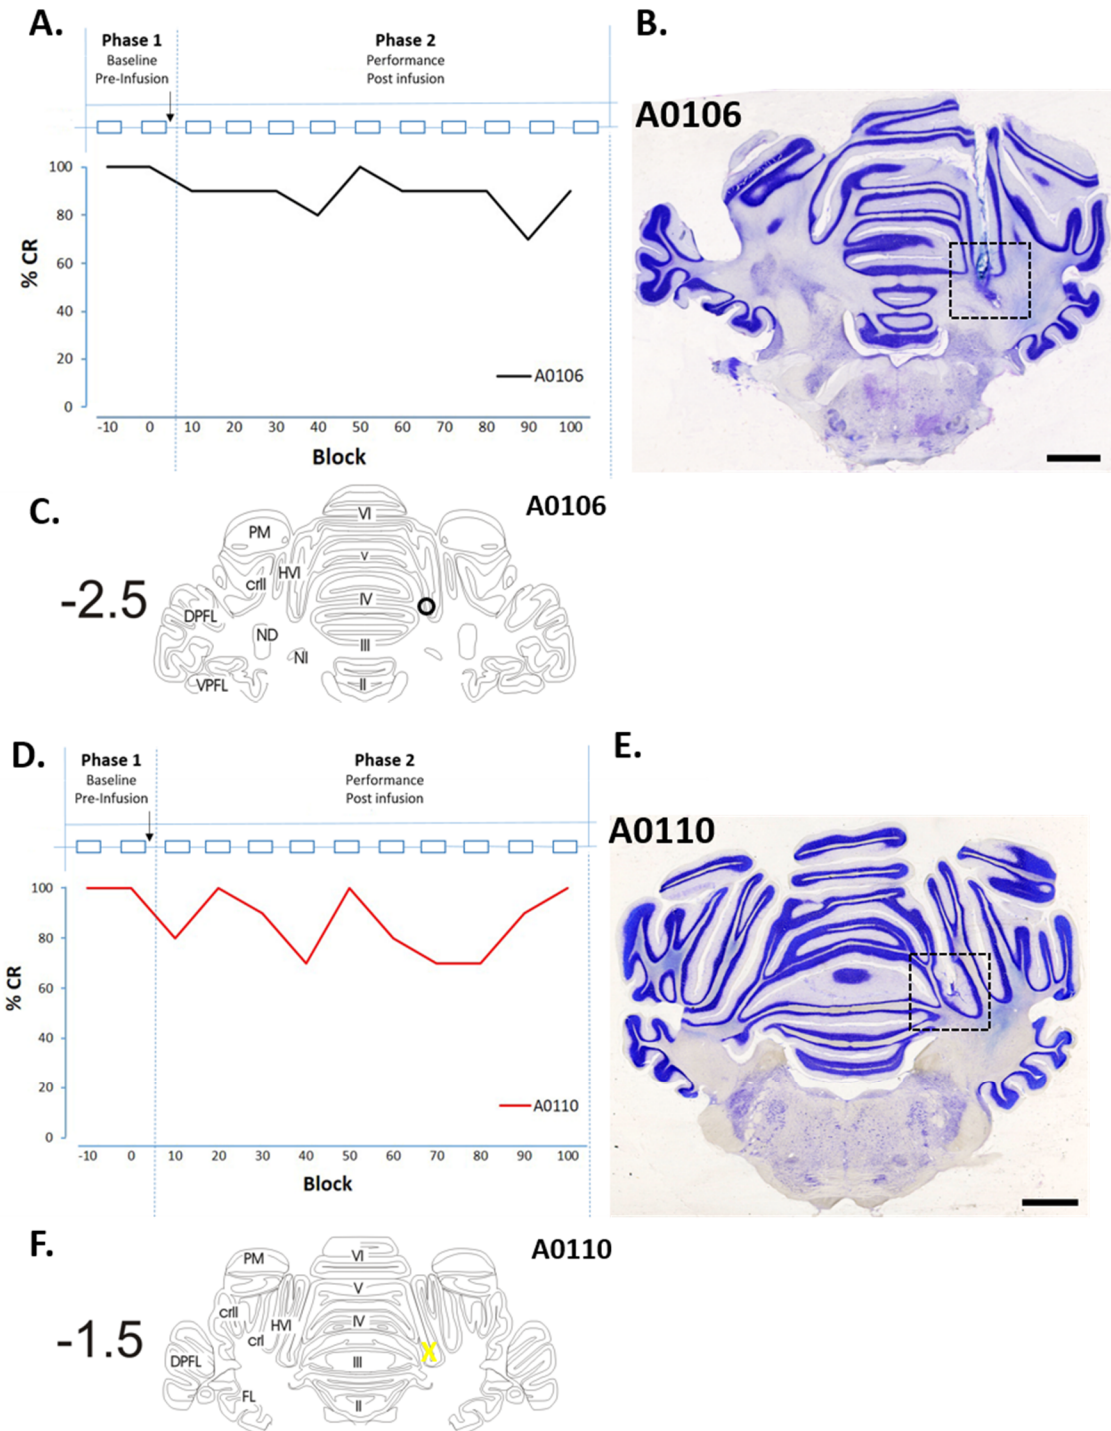 A.
Phase 1
Baseline
Pre-Infusion
Phase 2
Performance
Post infusion
100
80
60
40
20
0
% CR
A0106
-10 0 10 20 30 40 50 60 70 80 90 100
Block
B.
A0106
C.
A0106
-2.5
VI
PM
V
HVI
crII
IV
DPFL
ND
III
NI
VPFL
II
D.
Phase 1
Baseline
Pre-Infusion
Phase 2
Performance
Post infusion
100
80
60
40
20
0
% CR
A0110
-10 0 10 20 30 40 50 60 70 80 90 100
Block
E.
A0110
F.
A0110
-1.5
PM
VI
V
crII
HVI
IV
crI
X
DPFL
III
FL
II